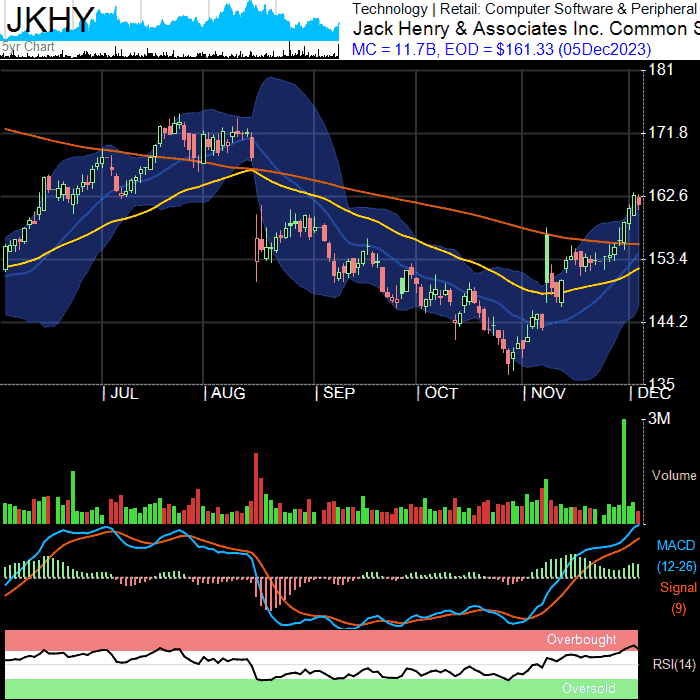 JKHY
5yr Chart
Technology | Retail: Computer Software & Peripheral
Jack Henry & Associates Inc. Common S
MC = 11.7B, EOD = $161.33 (05Dec2023)
181
171.8
162.6
153.4
144.2
135
| JUL | AUG | SEP | OCT | NOV | DEC
3M
Volume
MACD
(12-26)
Signal
(9)
Overbought
RSI(14)
Oversold